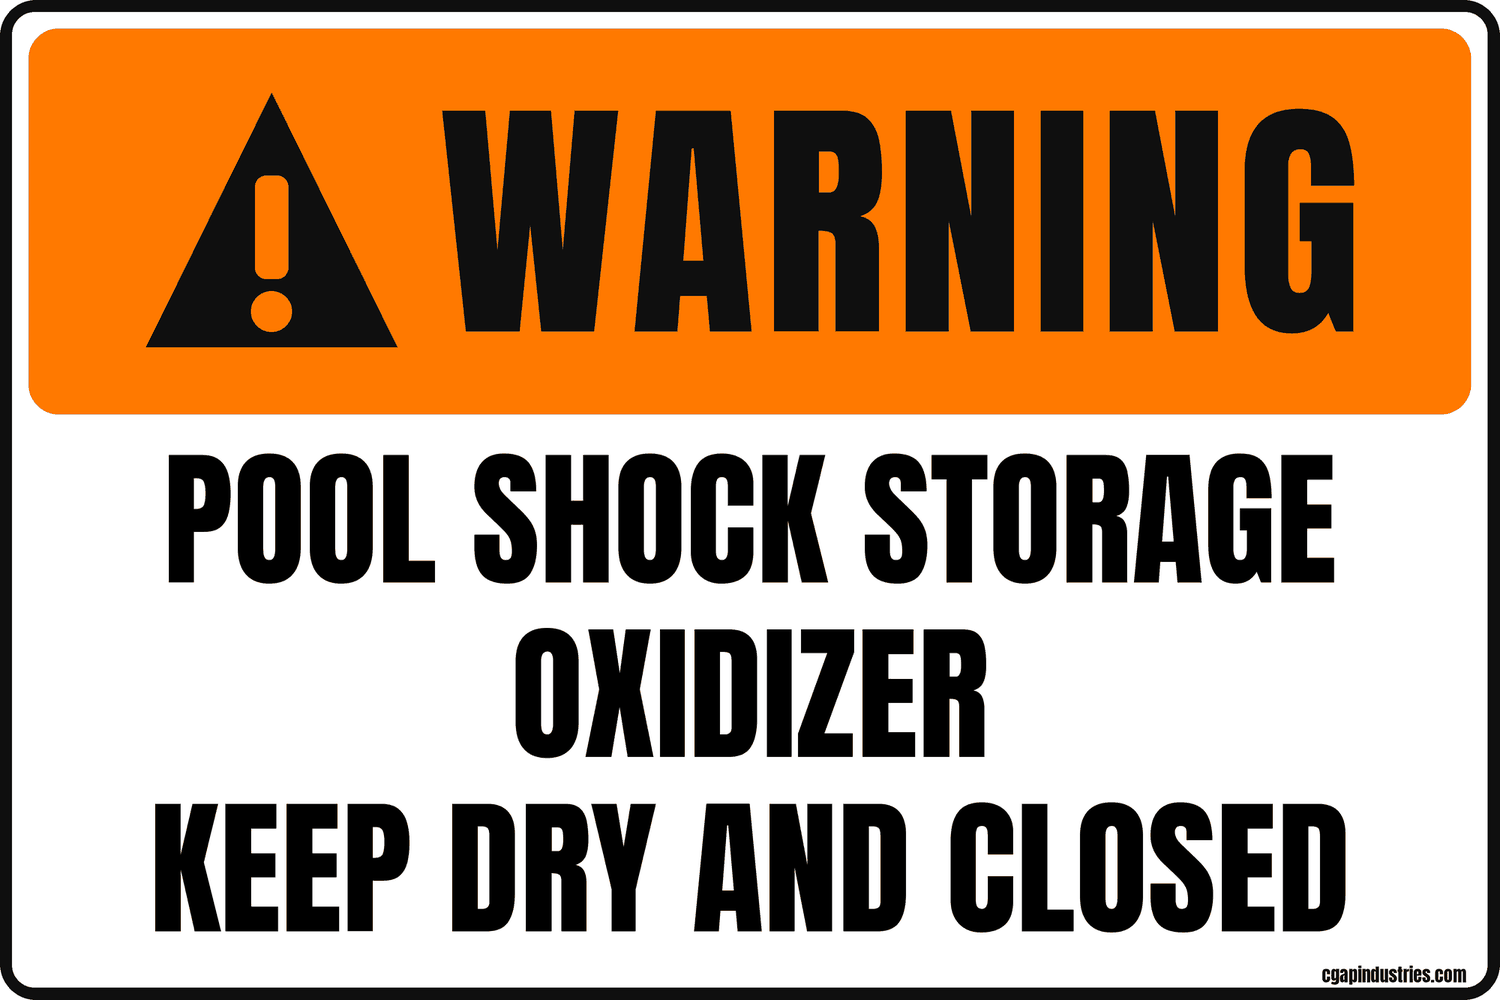 WARNING
POOL SHOCK STORAGE
OXIDIZER
KEEP DRY AND CLOSED
cgapindustries.com